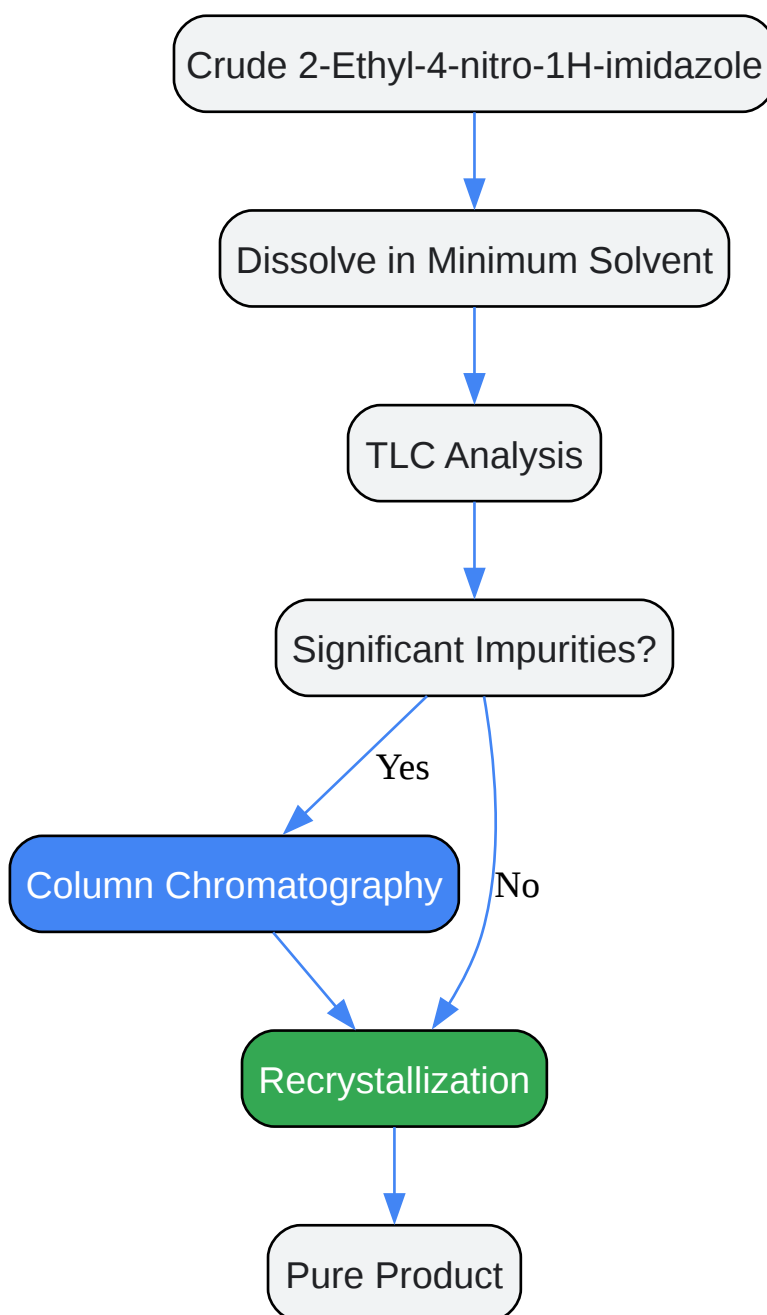 Crude 2-Ethyl-4-nitro-1H-imidazole
Dissolve in Minimum Solvent
TLC Analysis
Significant Impurities?
Yes
Column Chromatography
No
Recrystallization
Pure Product